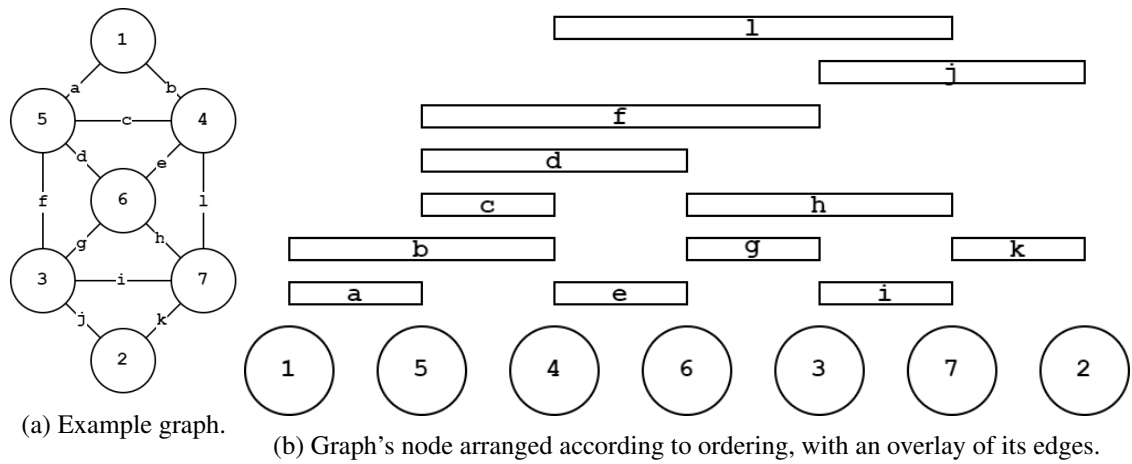 1
a
b
5
c
4
d
e
f
6
l
g
h
3
i
7
j
k
2
(a) Example graph.
l
j
f
d
c
h
b
g
k
a
e
i
1 5 4 6 3 7 2
(b) Graph's node arranged according to ordering, with an overlay of its edges.